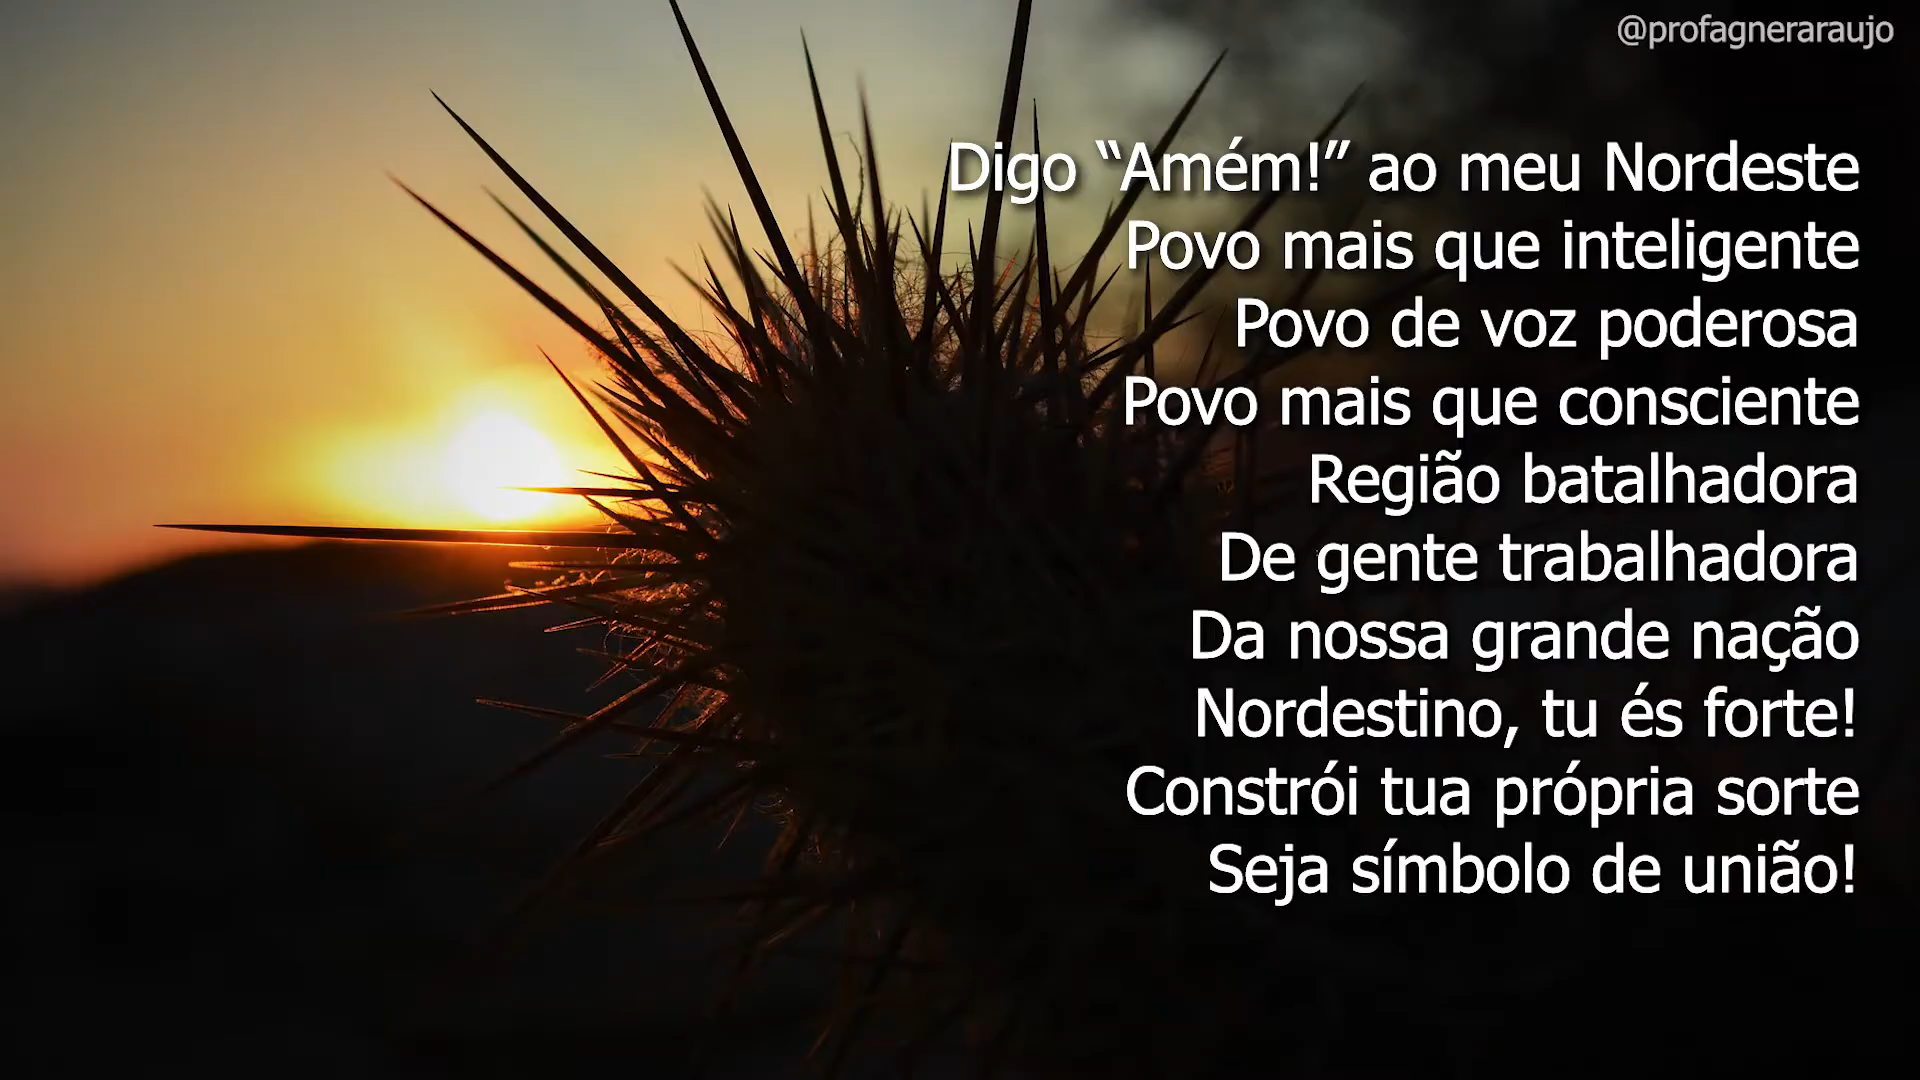 @profagneraraujo
Digo “Amém!” ao meu Nordeste
Povo mais que inteligente
Povo de voz poderosa
Povo mais que consciente
Região batalhadora
De gente trabalhadora
Da nossa grande nação
Nordestino, tu és forte!
Constrói tua própria sorte
Seja símbolo de união!